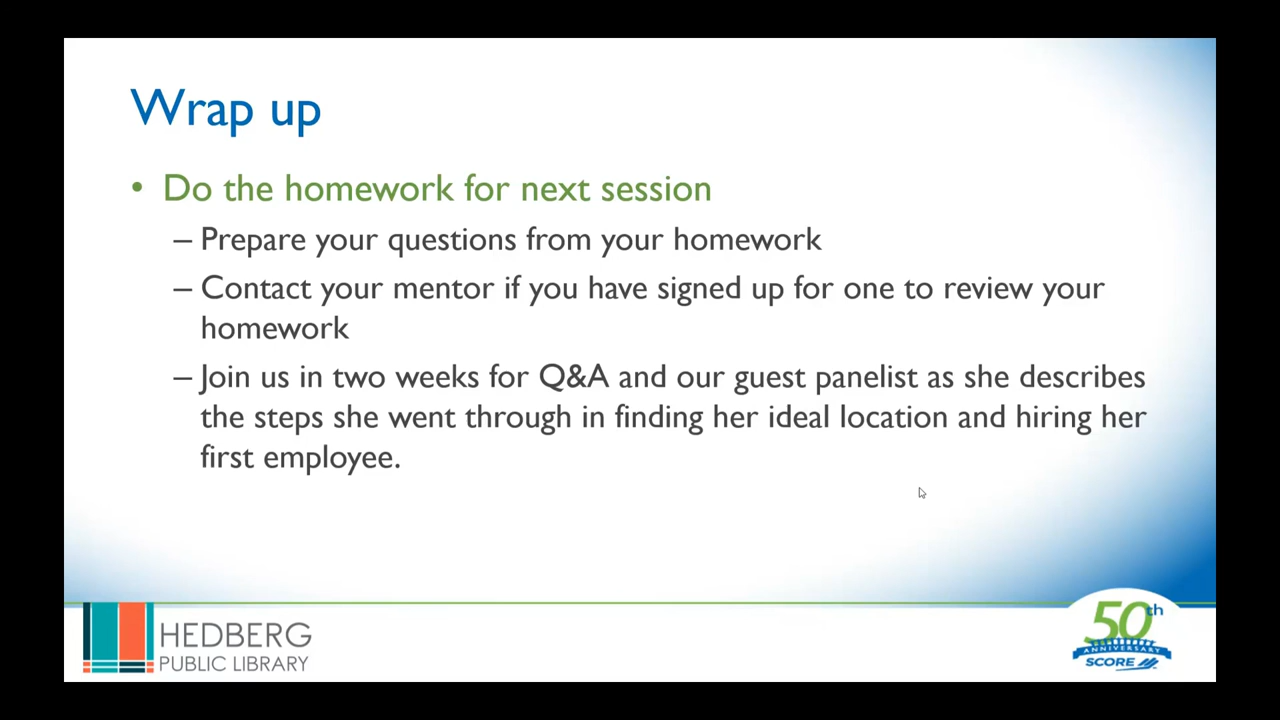 Wrap up
• Do the homework for next session
– Prepare your questions from your homework
– Contact your mentor if you have signed up for one to review your
homework
– Join us in two weeks for Q&A and our guest panelist as she describes
the steps she went through in finding her ideal location and hiring her
first employee.
HEDBERG
PUBLIC LIBRARY
50th
ANNIVERSARY
SCORE